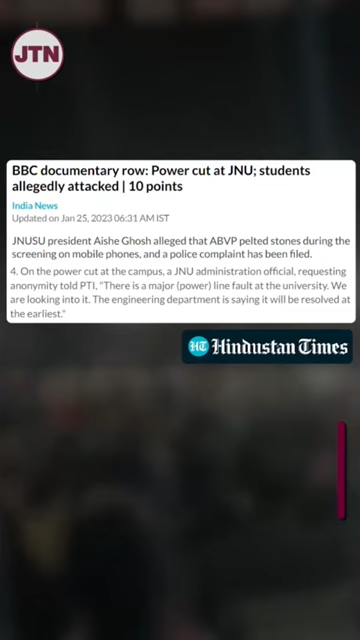 JTN
BBC documentary row: Power cut at JNU; students
allegedly attacked | 10 points
India News
Updated on Jan 25, 2023 06:31 AM IST
JNUSU president Aishe Ghosh alleged that ABVP pelted stones during the
screening on mobile phones, and a police complaint has been filed.
4. On the power cut at the campus, a JNU administration official, requesting
anonymity told PTI, "There is a major (power) line fault at the university. We
are looking into it. The engineering department is saying it will be resolved at
the earliest."
HT Hindustan Times